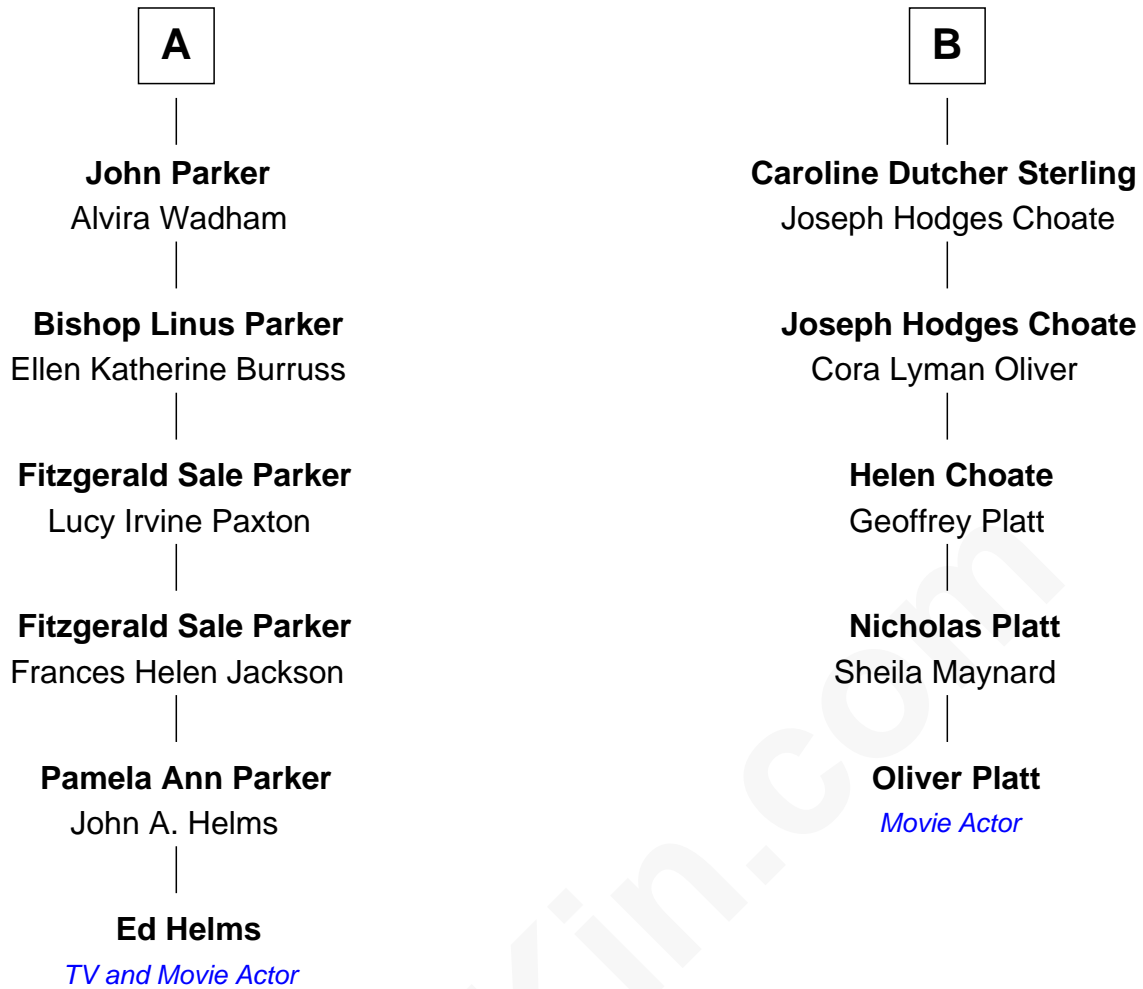 A
John Parker
Alvira Wadham
Bishop Linus Parker
Ellen Katherine Burruss
Fitzgerald Sale Parker
Lucy Irvine Paxton
Fitzgerald Sale Parker
Frances Helen Jackson
Pamela Ann Parker
John A. Helms
Ed Helms
TV and Movie Actor
B
Caroline Dutcher Sterling
Joseph Hodges Choate
Joseph Hodges Choate
Cora Lyman Oliver
Helen Choate
Geoffrey Platt
Nicholas Platt
Sheila Maynard
Oliver Platt
Movie Actor
Kin.com